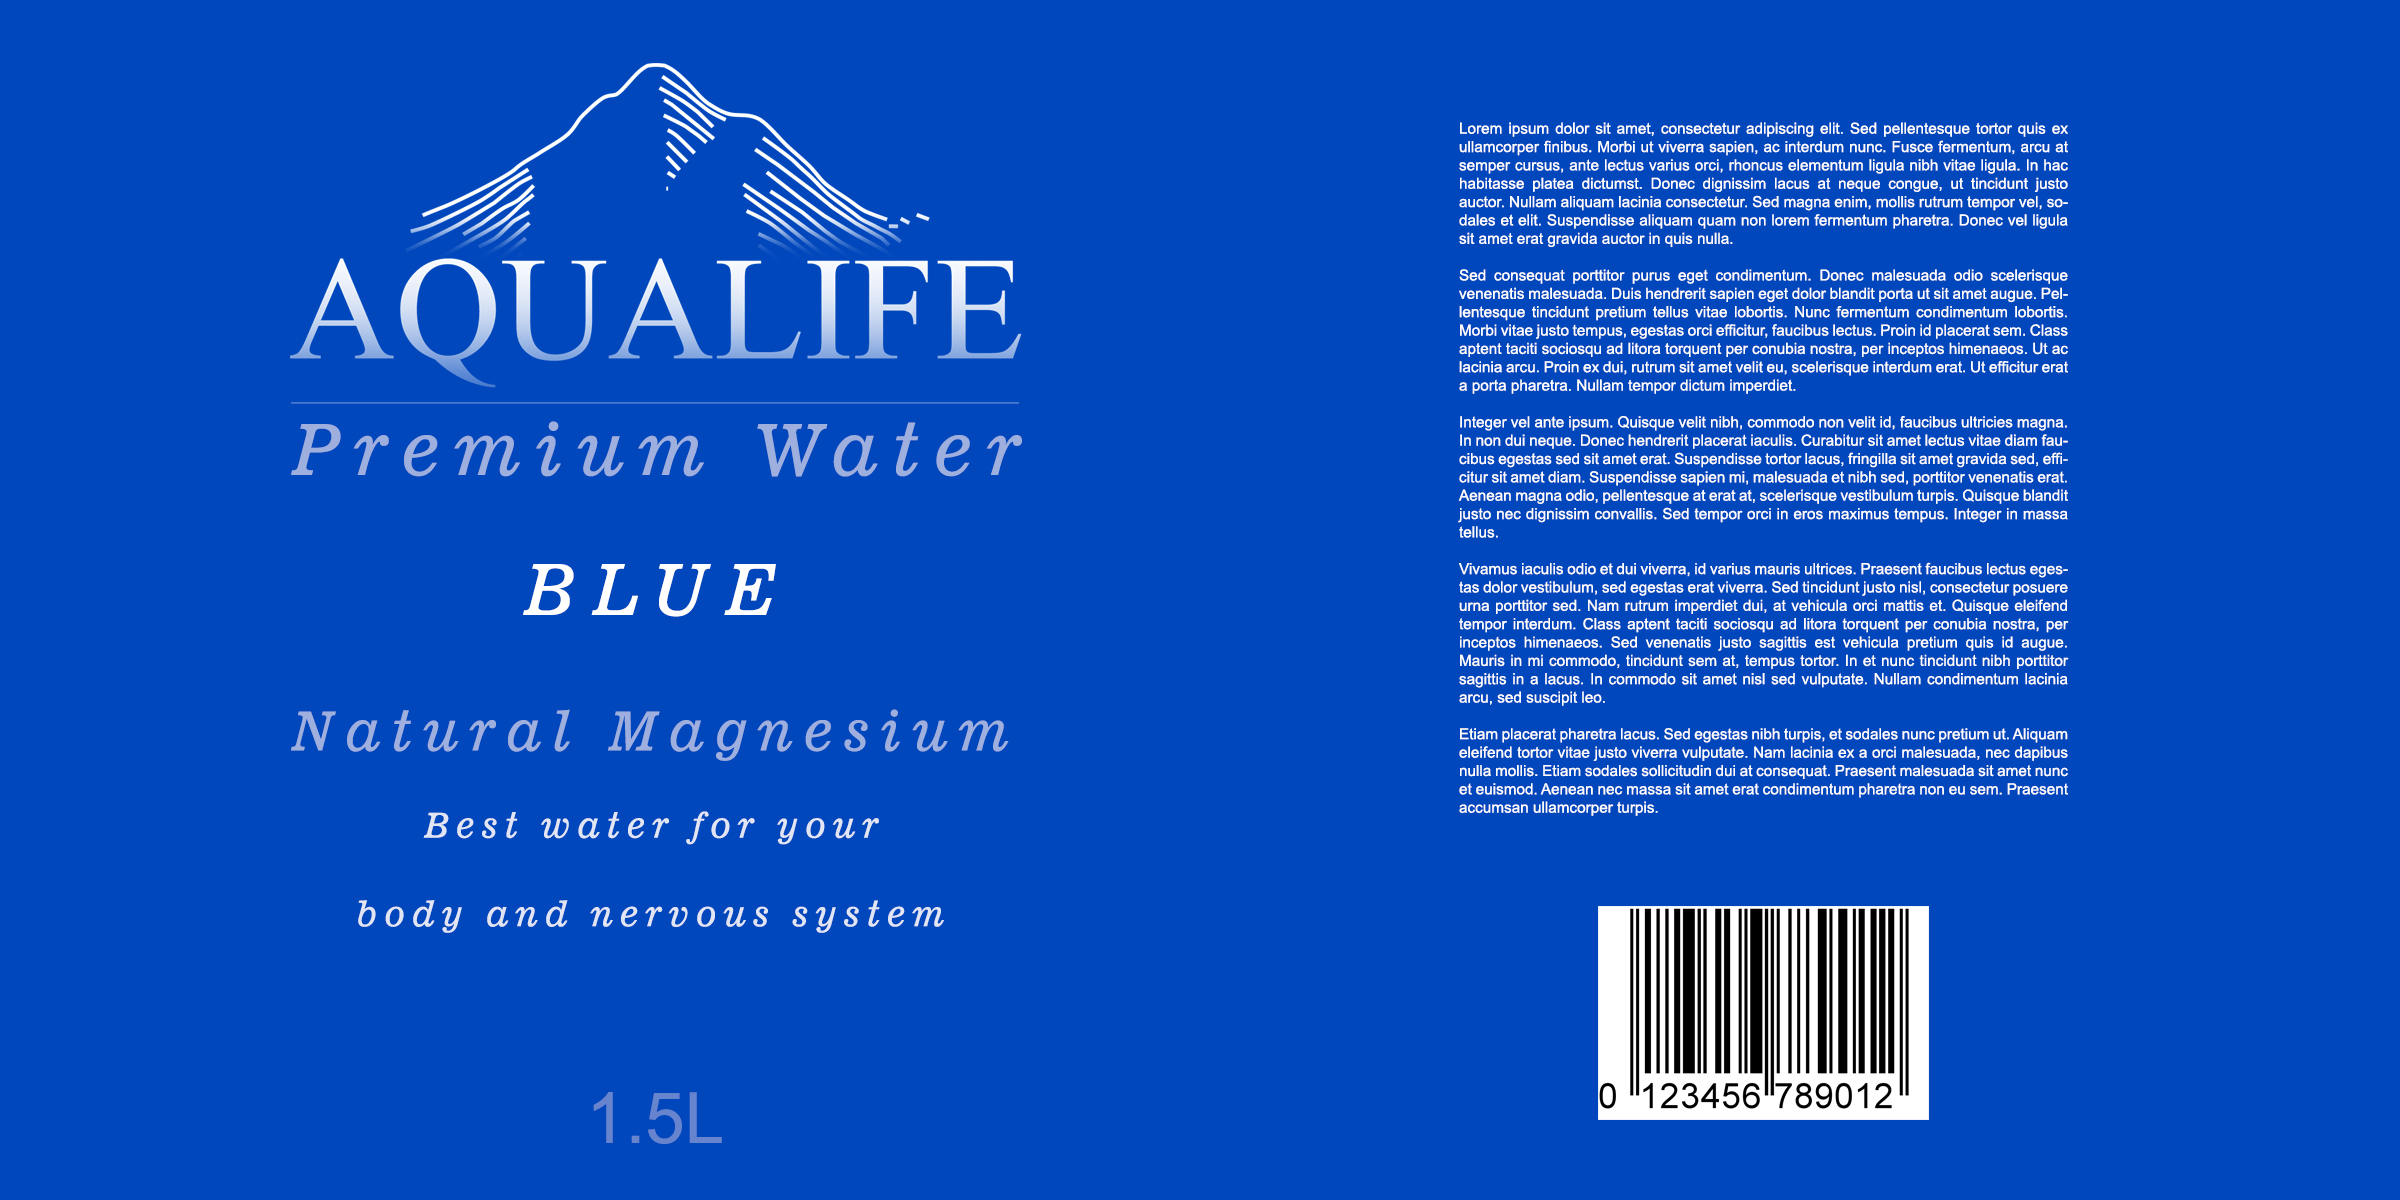 AQUALIFE
Premium Water
BLUE
Natural Magnesium
Best water for your
body and nervous system
1.5L
Lorem ipsum dolor sit amet, consectetur adipiscing elit. Sed pellentesque tortor quis ex
ullamcorper finibus. Morbi ut viverra sapien, ac interdum nunc. Fusce fermentum, arcu at
semper cursus, ante lectus varius orci, rhoncus elementum ligula nibh vitae ligula. In hac
habitasse platea dictumst. Donec dignissim lacus at neque congue, ut tincidunt justo
auctor. Nullam aliquam lacinia consectetur. Sed magna enim, mollis rutrum tempor vel, so-
dales et elit. Suspendisse aliquam quam non lorem fermentum pharetra. Donec vel ligula
sit amet erat gravida auctor in quis nulla.
Sed consequat porttitor purus eget condimentum. Donec malesuada odio scelerisque
venenatis malesuada. Duis hendrerit sapien eget dolor blandit porta ut sit amet augue. Pel-
lentesque tincidunt pretium tellus vitae lobortis. Nunc fermentum condimentum lobortis.
Morbi vitae justo tempus, egestas orci efficitur, faucibus lectus. Proin id placerat sem. Class
aptent taciti sociosqu ad litora torquent per conubia nostra, per inceptos himenaeos. Ut ac
lacinia arcu. Proin ex dui, rutrum sit amet velit eu, scelerisque interdum erat. Ut efficitur erat
a porta pharetra. Nullam tempor dictum imperdiet.
Integer vel ante ipsum. Quisque velit nibh, commodo non velit id, faucibus ultricies magna.
In non dui neque. Donec hendrerit placerat iaculis. Curabitur sit amet lectus vitae diam fau-
cibus egestas sed sit amet erat. Suspendisse tortor lacus, fringilla sit amet gravida sed, effi-
citur sit amet diam. Suspendisse sapien mi, malesuada et nibh sed, porttitor venenatis erat.
Aenean magna odio, pellentesque at erat at, scelerisque vestibulum turpis. Quisque blandit
justo nec dignissim convallis. Sed tempor orci in eros maximus tempus. Integer in massa
tellus.
Vivamus iaculis odio et dui viverra, id varius mauris ultrices. Praesent faucibus lectus eges-
tas dolor vestibulum, sed egestas erat viverra. Sed tincidunt justo nisl, consectetur posuere
urna porttitor sed. Nam rutrum imperdiet dui, at vehicula orci mattis et. Quisque eleifend
tempor interdum. Class aptent taciti sociosqu ad litora torquent per conubia nostra, per
inceptos himenaeos. Sed venenatis justo sagittis est vehicula pretium quis id augue.
Mauris in mi commodo, tincidunt sem at, tempus tortor. In et nunc tincidunt nibh porttitor
sagittis in a lacus. In commodo sit amet nisl sed vulputate. Nullam condimentum lacinia
arcu, sed suscipit leo.
Etiam placerat pharetra lacus. Sed egestas nibh turpis, et sodales nunc pretium ut. Aliquam
eleifend tortor vitae justo viverra vulputate. Nam lacinia ex a orci malesuada, nec dapibus
nulla mollis. Etiam sodales sollicitudin dui at consequat. Praesent malesuada sit amet nunc
et euismod. Aenean nec massa sit amet erat condimentum pharetra non eu sem. Praesent
accumsan ullamcorper turpis.
0 123456 789012